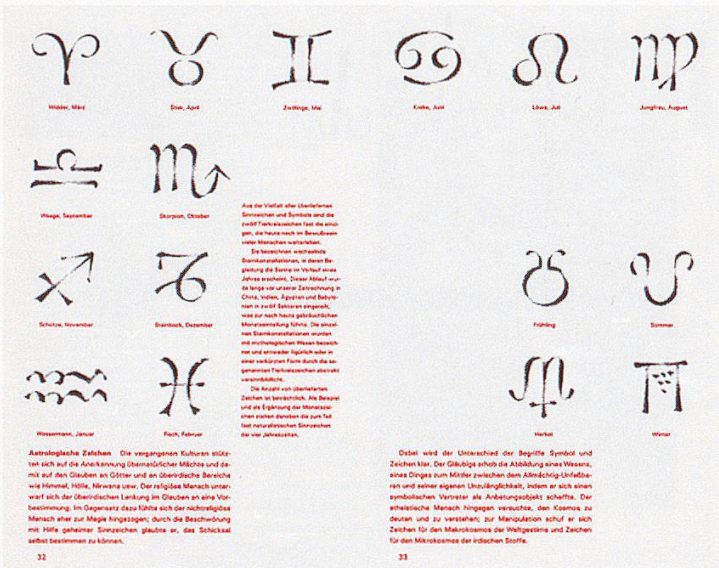 Widder, März
Stier, April
Zwillinge, Mai
Krebs, Juni
Löwe, Juli
Jungfrau, August
Waage, September
Skorpion, Oktober
Schütze, November
Steinbock, Dezember
Wassermann, Januar
Fisch, Februar
Aus der Vielfalt aller überlieferten
Sinnzeichen und Symbole sind die
zwölf Tierkreiszeichen fast die einzi-
gen, die heute noch im Bewußtsein
vieler Menschen weiterleben.
Sie bezeichnen wechselnde
Sternkonstellationen, in deren Be-
gleitung die Sonne im Verlauf eines
Jahres erscheint. Dieser Ablauf wur-
de lange vor unserer Zeitrechnung in
China, Indien, Ägypten und Babylo-
nien in zwölf Sektoren eingeteilt,
was zur noch heute gebräuchlichen
Monatseinteilung führte. Die einzel-
nen Sternkonstellationen wurden
mit mythologischen Wesen bezeich-
net und entweder figürlich oder in
einer verkürzten Form durch die so-
genannten Tierkreiszeichen abstrakt
versinnbildlicht.
Die Anzahl von überlieferten
Zeichen ist beträchtlich. Als Beispiel
und als Ergänzung der Monatszei-
chen stehen daneben die zum Teil
fast naturalistischen Sinnzeichen
der vier Jahreszeiten.
Frühling
Sommer
Herbst
Winter
Astrologische Zeichen Die vergangenen Kulturen stütz-
ten sich auf die Anerkennung übernatürlicher Mächte und da-
mit auf den Glauben an Götter und an überirdische Bereiche
wie Himmel, Hölle, Nirwana usw. Der religiöse Mensch unter-
warf sich der überirdischen Lenkung im Glauben an eine Vor-
bestimmung. Im Gegensatz dazu fühlte sich der nichtreligiöse
Mensch eher zur Magie hingezogen; durch die Beschwörung
mit Hilfe geheimer Sinnzeichen glaubte er, das Schicksal
selbst bestimmen zu können.
32
Dabei wird der Unterschied der Begriffe Symbol und
Zeichen klar. Der Gläubige erhob die Abbildung eines Wesens,
eines Dinges zum Mittler zwischen dem Allmächtig-Unfaßba-
ren und seiner eigenen Unzulänglichkeit, indem er sich einen
symbolischen Vertreter als Anbetungsobjekt schaffte. Der
atheistische Mensch hingegen versuchte, den Kosmos zu
deuten und zu verstehen; zur Manipulation schuf er sich
Zeichen für den Makrokosmos der Weltgestirne und Zeichen
für den Mikrokosmos der irdischen Stoffe.
33